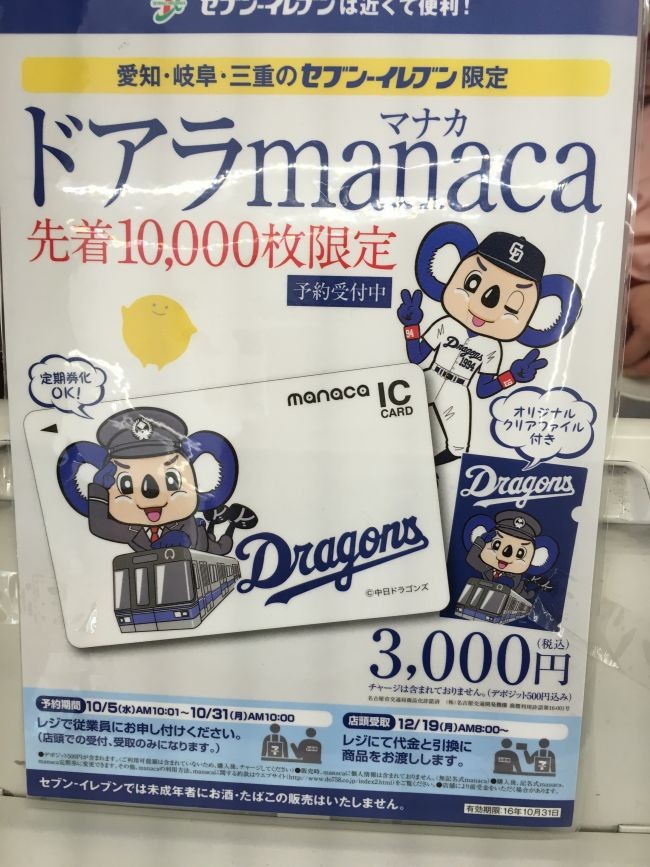 セブン-イレブンは近くて便利!
愛知・岐阜・三重のセブン-イレブン限定
マナカ
ドアラmanaca
先着10,000枚限定
予約受付中
CD
Dragons
1994
94
定期券化
OK!
manaca IC
CARD
オリジナル
クリアファイル
付き
Dragons
Dragons
©中日ドラゴンズ
3,000円
(税込)
チャージは含まれておりません。(デポジット500円込み)
予約期間 10/5(水)AM10:01~10/31(月)AM10:00
レジで従業員にお申し付けください。
(店頭での受付、受取のみになります。)
店頭受取 12/19(月)AM8:00~
レジにて代金と引換に
商品をお渡しします。
セブン-イレブンでは未成年者にお酒・たばこの販売はいたしません。
有効期限:16年10月31日